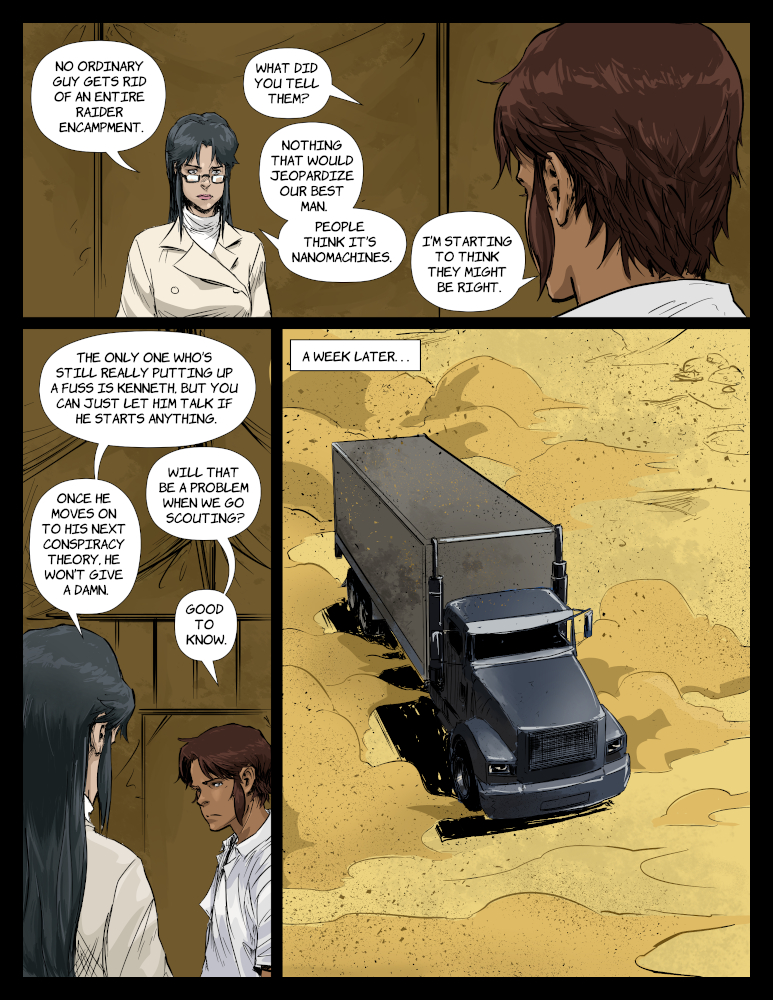 NO ORDINARY
GUY GETS RID
OF AN ENTIRE
RAIDER
ENCAMPMENT.
WHAT DID
YOU TELL
THEM?
NOTHING
THAT WOULD
JEOPARDIZE
OUR BEST
MAN.
PEOPLE
THINK IT'S
NANOMACHINES.
I'M STARTING
TO THINK
THEY MIGHT
BE RIGHT.
THE ONLY ONE WHO'S
STILL REALLY PUTTING UP
A FUSS IS KENNETH, BUT YOU
CAN JUST LET HIM TALK IF
HE STARTS ANYTHING.
WILL THAT
BE A PROBLEM
WHEN WE GO
SCOUTING?
ONCE HE
MOVES ON
TO HIS NEXT
CONSPIRACY
THEORY, HE
WON'T GIVE
A DAMN.
GOOD
TO
KNOW.
A WEEK LATER...